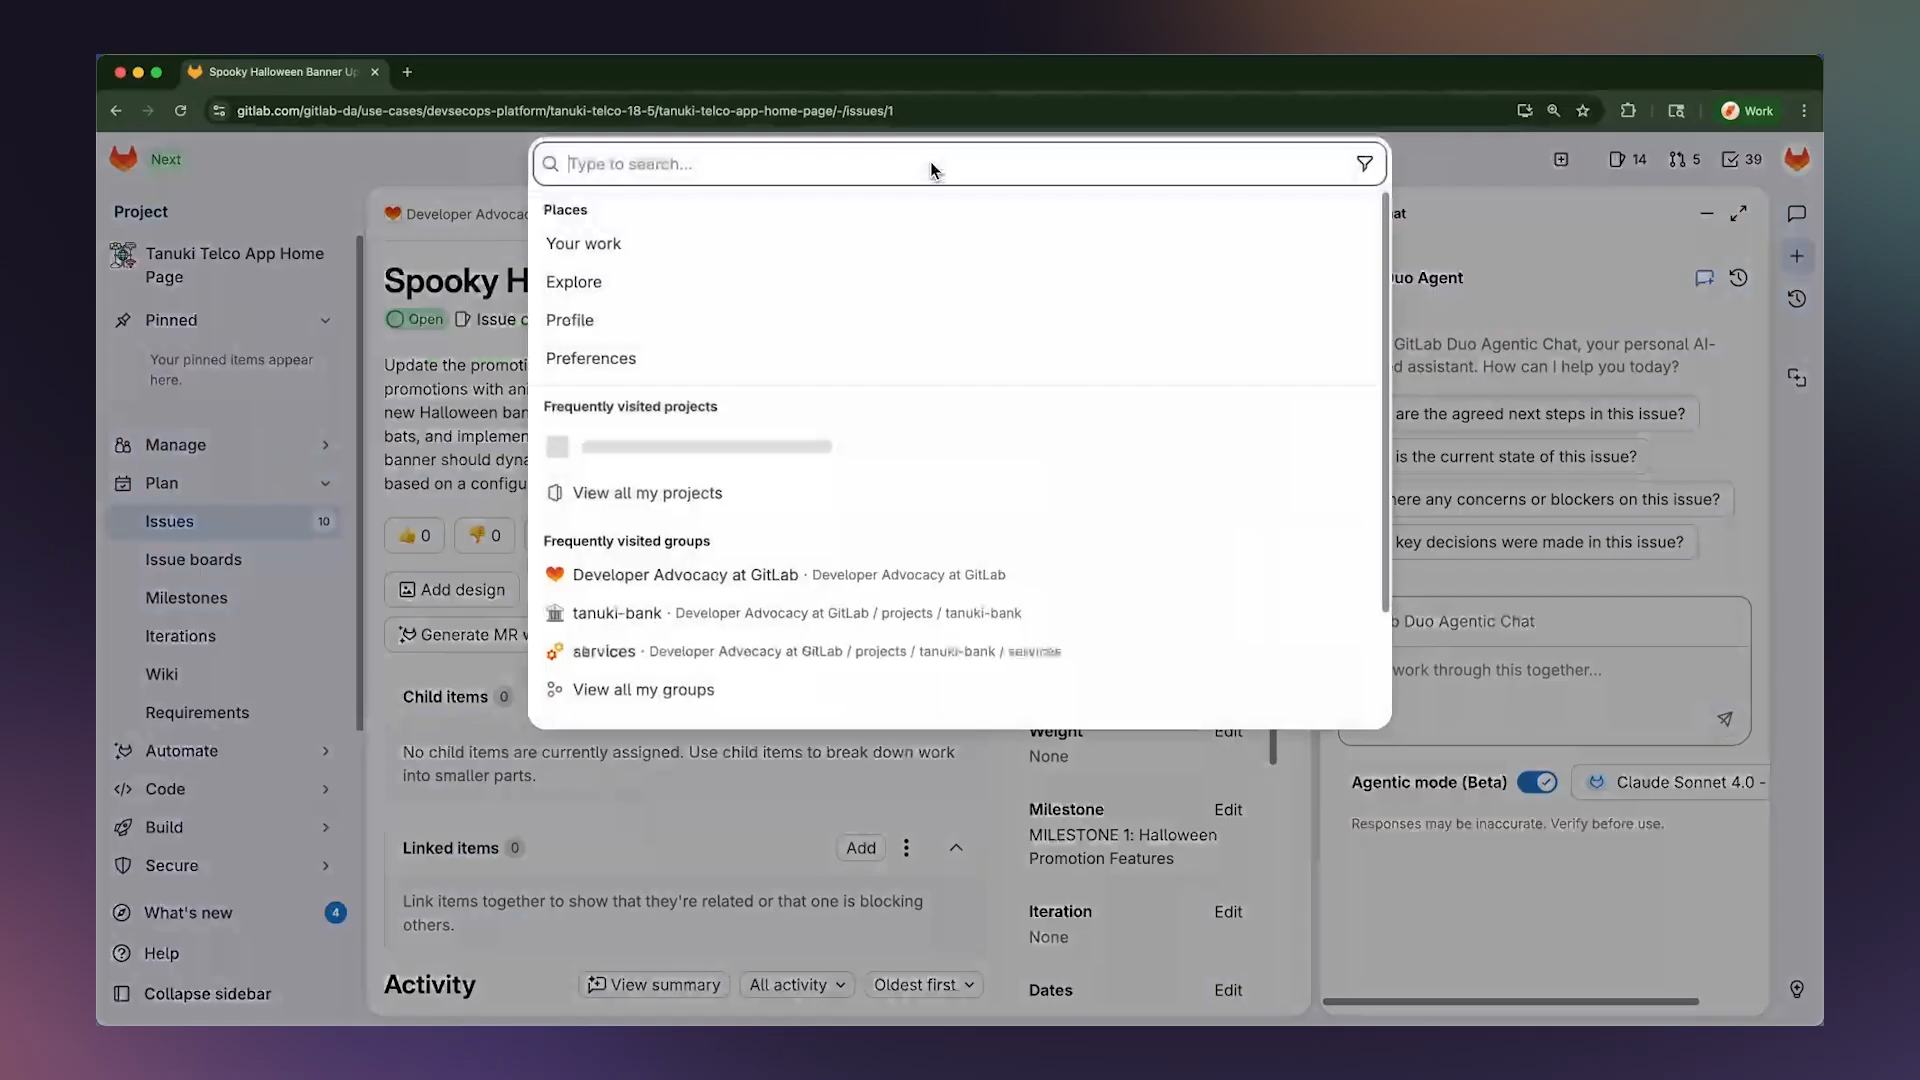 Spooky Halloween Banner Up
gitlab.com/gitlab-da/use-cases/devsecops-platform/tanuki-telco-18-5/tanuki-telco-app-home-page/-/issues/1
Work
Next
14
5
39
Type to search...
Places
Your work
Explore
Profile
Preferences
Frequently visited projects
View all my projects
Frequently visited groups
Developer Advocacy at GitLab · Developer Advocacy at GitLab
tanuki-bank · Developer Advocacy at GitLab / projects / tanuki-bank
services · Developer Advocacy at GitLab / projects / tanuki-bank / services
View all my groups
Project
Tanuki Telco App Home
Page
Pinned
Your pinned items appear
here.
Manage
Plan
Issues 10
Issue boards
Milestones
Iterations
Wiki
Requirements
Automate
Code
Build
Secure
What's new 4
Help
Collapse sidebar
Developer Advocac
Spooky H
Open Issue c
Update the promoti
promotions with ani
new Halloween ban
bats, and implemen
banner should dyna
based on a configu
0 0
Add design
Generate MR w
Child items 0
No child items are currently assigned. Use child items to break down work
into smaller parts.
Linked items 0
Add
Link items together to show that they're related or that one is blocking
others.
Activity
View summary
All activity
Oldest first
Weight Edit
None
Milestone Edit
MILESTONE 1: Halloween
Promotion Features
Iteration Edit
None
Dates Edit
at
uo Agent
GitLab Duo Agentic Chat, your personal AI-
d assistant. How can I help you today?
are the agreed next steps in this issue?
is the current state of this issue?
here any concerns or blockers on this issue?
key decisions were made in this issue?
b Duo Agentic Chat
work through this together...
Agentic mode (Beta)
Claude Sonnet 4.0 -
Responses may be inaccurate. Verify before use.